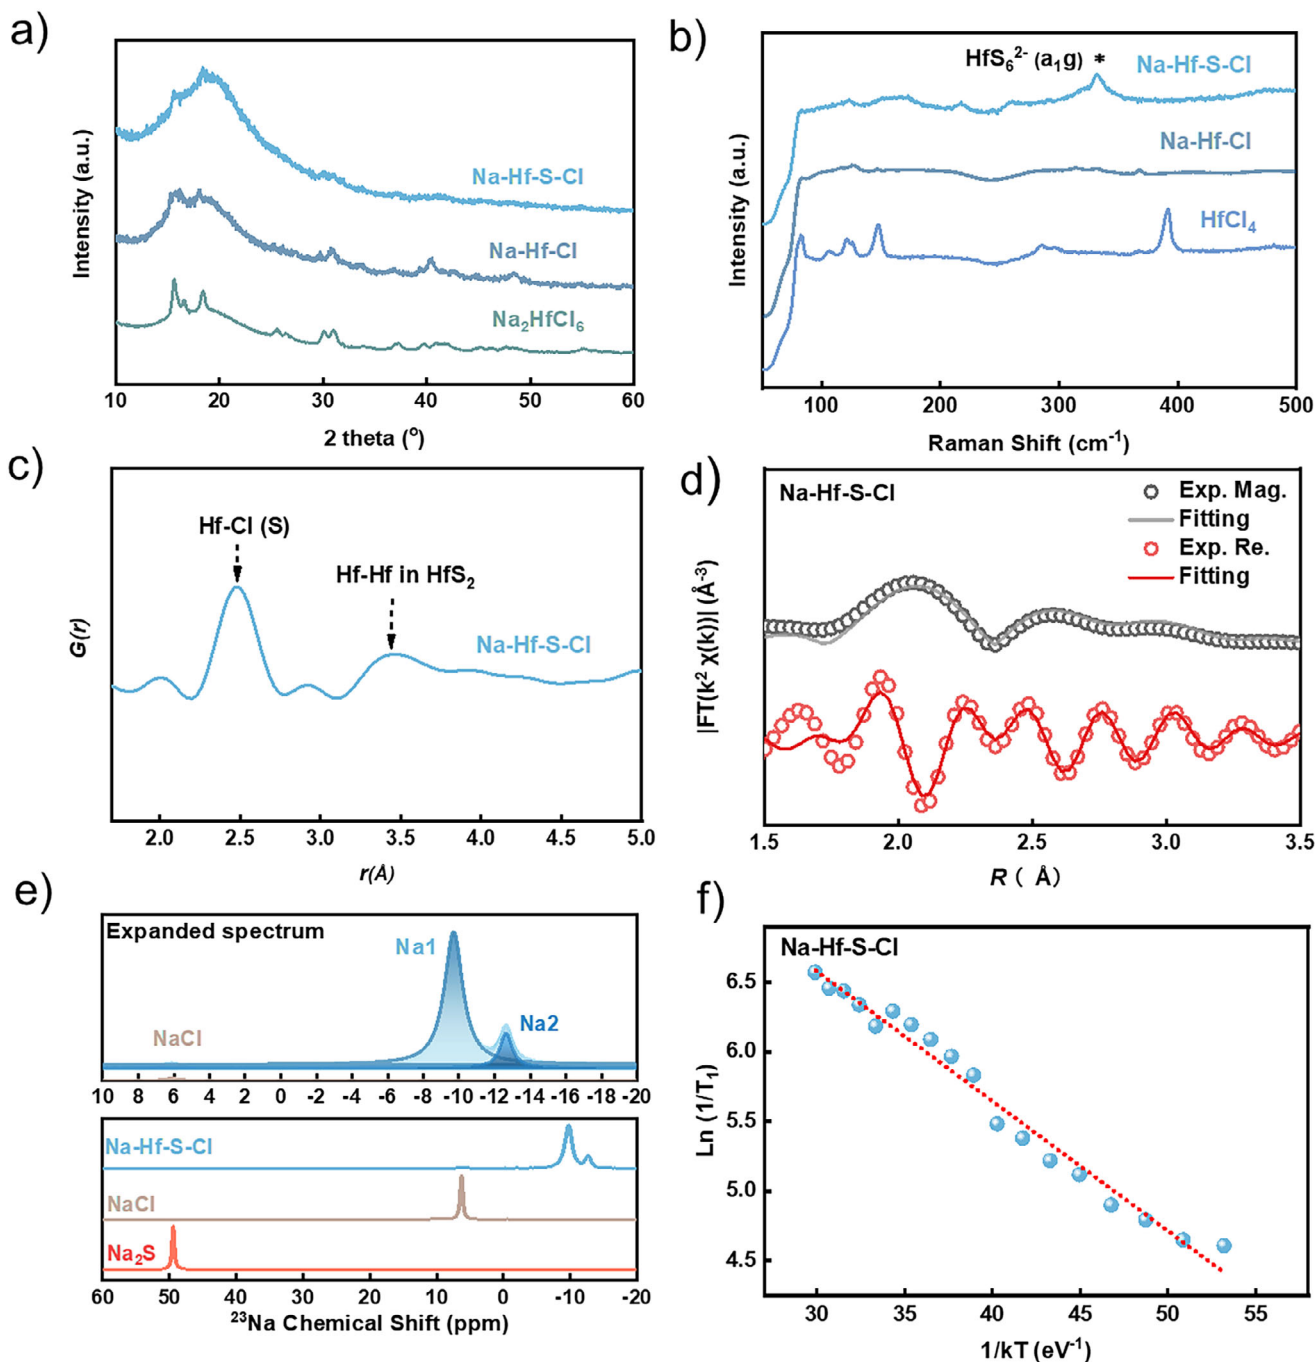 a)
Intensity (a.u.)
Na-Hf-S-Cl
Na-Hf-Cl
Na₂HfCl₆
10 20 30 40 50 60
2 theta (°)
b)
Intensity (a.u.)
HfS₆²⁻ (a₁g) *
Na-Hf-S-Cl
Na-Hf-Cl
HfCl₄
100 200 300 400 500
Raman Shift (cm⁻¹)
c)
G(r)
Hf-Cl (S)
Hf-Hf in HfS₂
Na-Hf-S-Cl
2.0 2.5 3.0 3.5 4.0 4.5 5.0
r(Å)
d)
|FT(k² χ(k))| (Å⁻³)
Na-Hf-S-Cl
Exp. Mag.
Fitting
Exp. Re.
Fitting
1.5 2.0 2.5 3.0 3.5
R ( Å)
e)
Expanded spectrum
Na1
Na2
NaCl
10 8 6 4 2 0 -2 -4 -6 -8 -10 -12 -14 -16 -18 -20
Na-Hf-S-Cl
NaCl
Na₂S
60 50 40 30 20 10 0 -10 -20
²³Na Chemical Shift (ppm)
f)
Na-Hf-S-Cl
Ln (1/T₁)
6.5
6.0
5.5
5.0
4.5
30 35 40 45 50 55
1/kT (eV⁻¹)